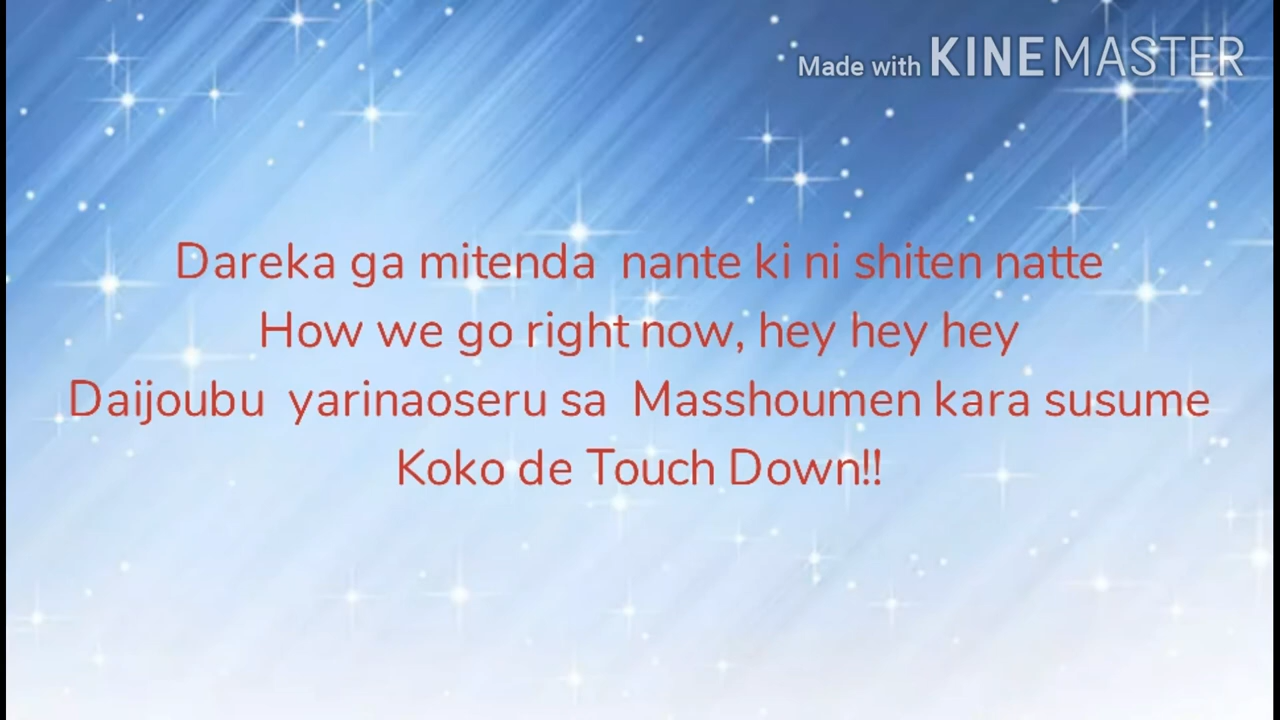 Made with KINEMASTER
Dareka ga mitenda nante ki ni shiten natte
How we go right now, hey hey hey
Daijoubu yarinaoseru sa Masshoumen kara susume
Koko de Touch Down!!